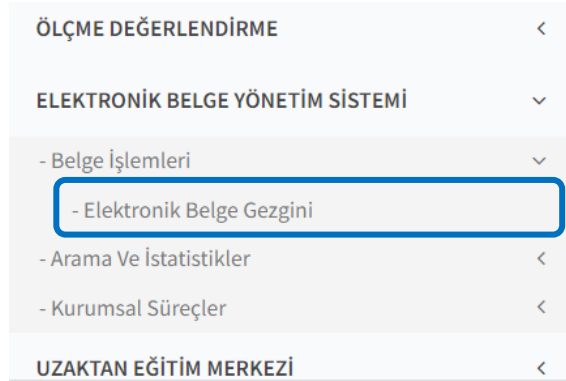 ÖLÇME DEĞERLENDİRME
ELEKTRONİK BELGE YÖNETİM SİSTEMİ
- Belge İşlemleri
- Elektronik Belge Gezgini
- Arama Ve İstatistikler
- Kurumsal Süreçler
UZAKTAN EĞİTİM MERKEZİ